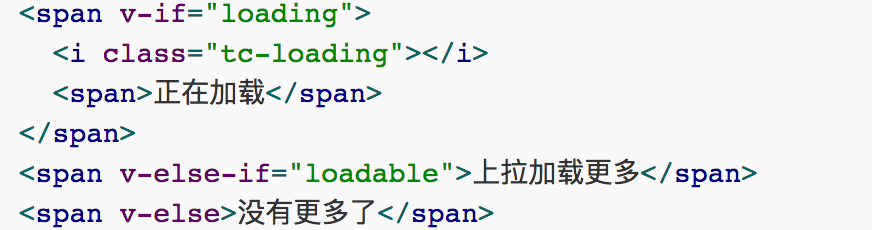 <span v-if="loading">
  <i class="tc-loading"></i>
  <span>正在加载</span>
</span>
<span v-else-if="loadable">上拉加载更多</span>
<span v-else>没有更多了</span>